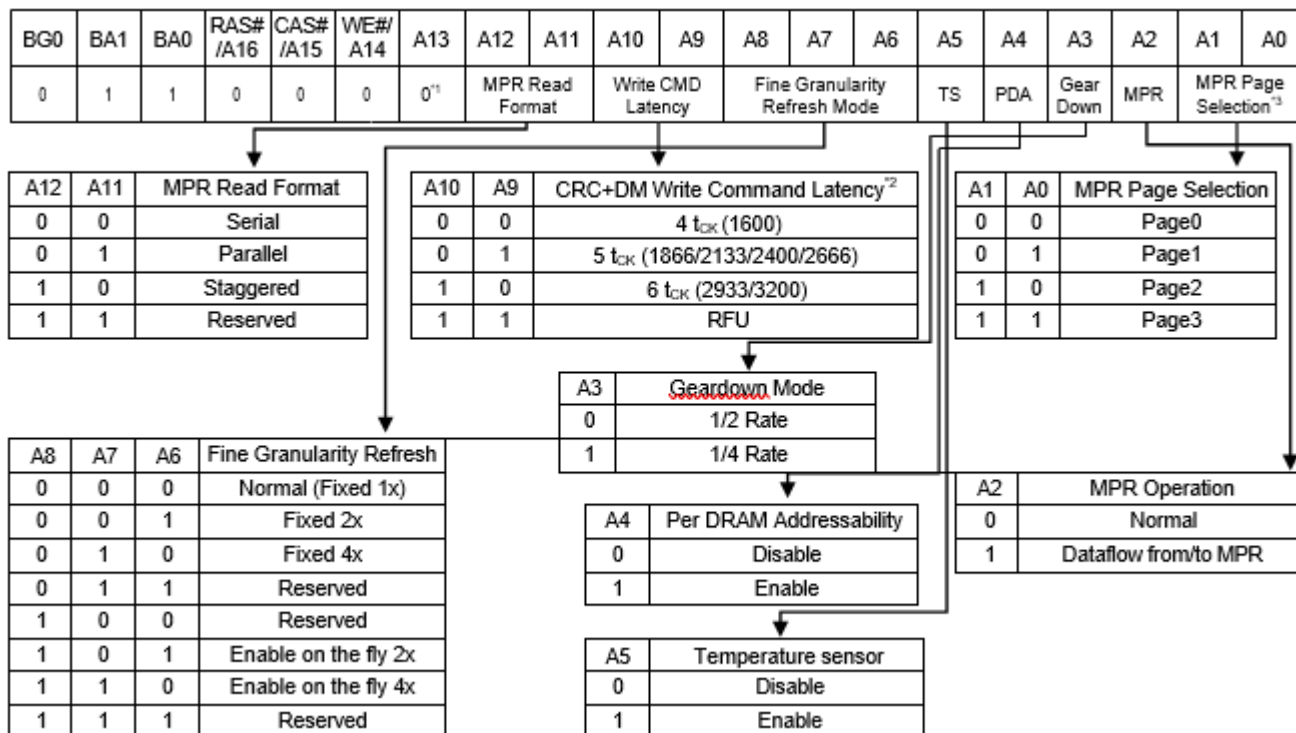 BG0 BA1 BA0 RAS# /A16 CAS# /A15 WE#/ A14 A13 A12 A11 A10 A9 A8 A7 A6 A5 A4 A3 A2 A1 A0
0 1 1 0 0 0 0*1 MPR Read Format Write CMD Latency Fine Granularity Refresh Mode TS PDA Gear Down MPR MPR Page Selection*3
A12 A11 MPR Read Format
0 0 Serial
0 1 Parallel
1 0 Staggered
1 1 Reserved
A10 A9 CRC+DM Write Command Latency*2
0 0 4 tCK (1600)
0 1 5 tCK (1866/2133/2400/2666)
1 0 6 tCK (2933/3200)
1 1 RFU
A1 A0 MPR Page Selection
0 0 Page0
0 1 Page1
1 0 Page2
1 1 Page3
A3 Geardown Mode
0 1/2 Rate
1 1/4 Rate
A8 A7 A6 Fine Granularity Refresh
0 0 0 Normal (Fixed 1x)
0 0 1 Fixed 2x
0 1 0 Fixed 4x
0 1 1 Reserved
1 0 0 Reserved
1 0 1 Enable on the fly 2x
1 1 0 Enable on the fly 4x
1 1 1 Reserved
A4 Per DRAM Addressability
0 Disable
1 Enable
A2 MPR Operation
0 Normal
1 Dataflow from/to MPR
A5 Temperature sensor
0 Disable
1 Enable